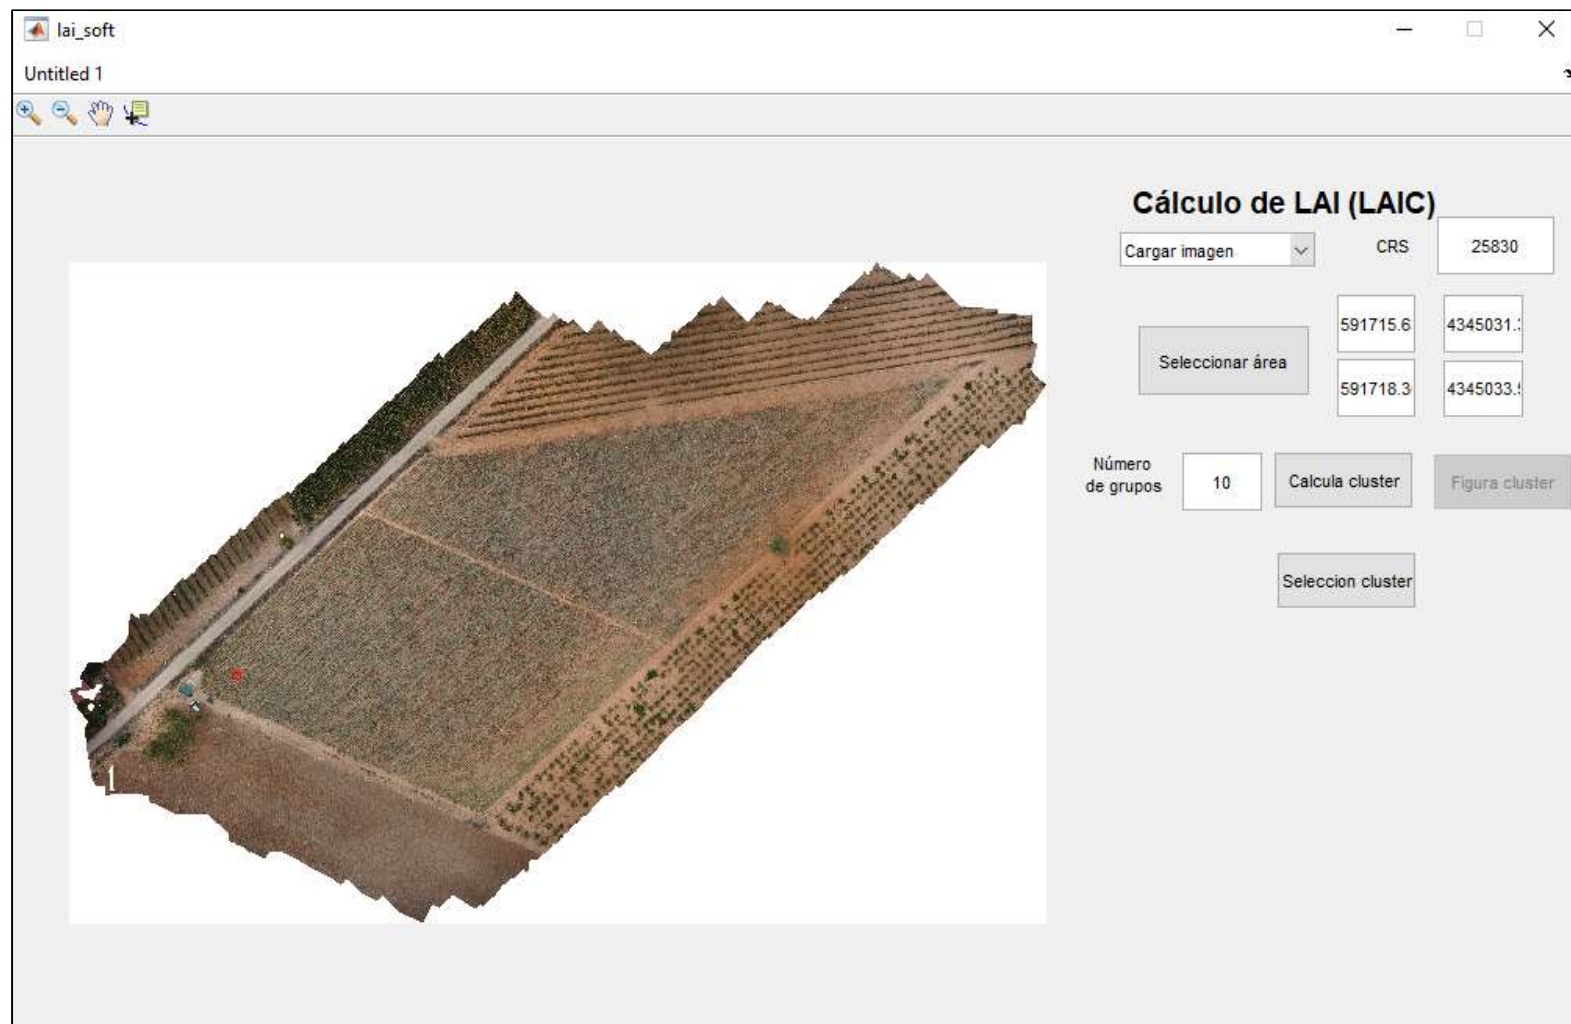 lai_soft
Untitled 1
Cálculo de LAI (LAIC)
Cargar imagen
CRS
25830
591715.6
4345031.
Seleccionar área
591718.3
4345033.
Número
de grupos
10
Calcula cluster
Figura cluster
Seleccion cluster